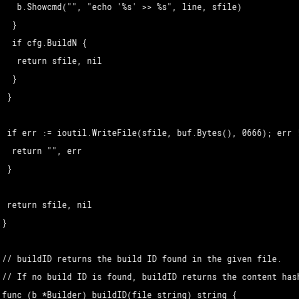 b.Showcmd("", "echo '%s' >> %s", line, sfile)
}
if cfg.BuildN {
return sfile, nil
}
}
if err := ioutil.WriteFile(sfile, buf.Bytes(), 0666); err
return "", err
}
return sfile, nil
}
// buildID returns the build ID found in the given file.
// If no build ID is found, buildID returns the content hash
func (b *Builder) buildID(file string) string {